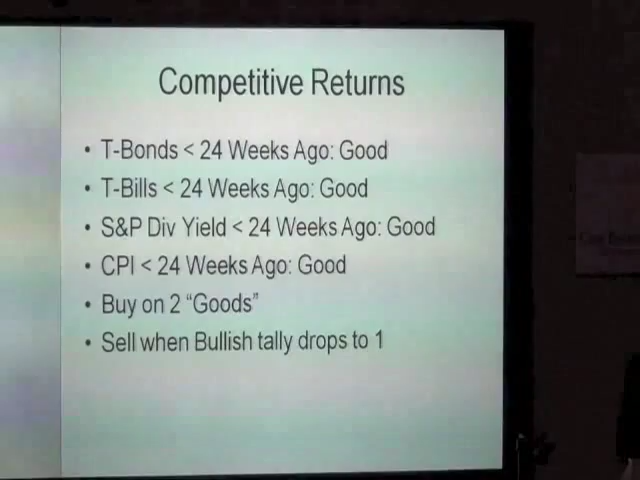 Competitive Returns
• T-Bonds < 24 Weeks Ago: Good
• T-Bills < 24 Weeks Ago: Good
• S&P Div Yield < 24 Weeks Ago: Good
• CPI < 24 Weeks Ago: Good
• Buy on 2 “Goods”
• Sell when Bullish tally drops to 1